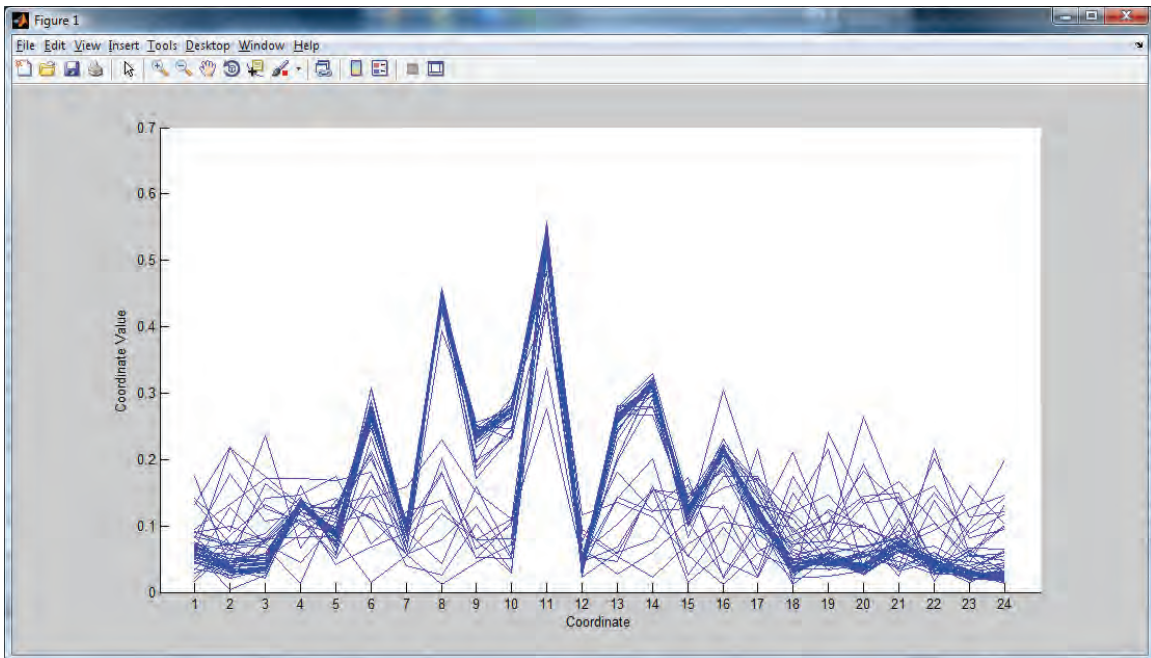 Figure 1
File Edit View Insert Tools Desktop Window Help
0.7
0.6
0.5
0.4
0.3
0.2
0.1
0
Coordinate Value
1 2 3 4 5 6 7 8 9 10 11 12 13 14 15 16 17 18 19 20 21 22 23 24
Coordinate